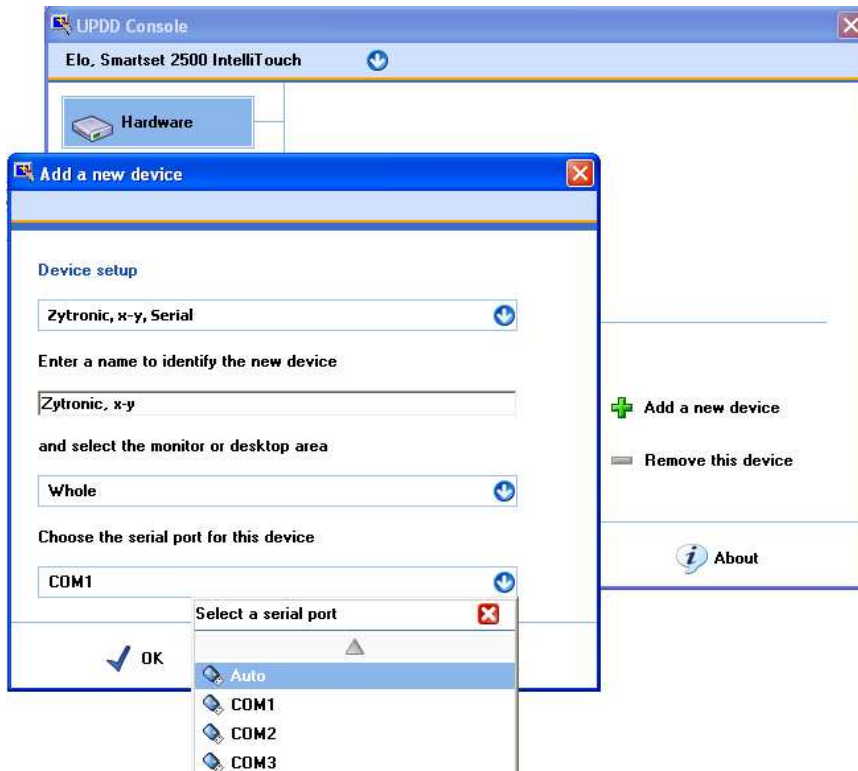 UPDD Console
Elo, Smartset 2500 IntelliTouch
Hardware
Add a new device
Device setup
Zytronic, x-y, Serial
Enter a name to identify the new device
Zytronic, x-y
and select the monitor or desktop area
Whole
Choose the serial port for this device
COM1
Select a serial port
Auto
COM1
COM2
COM3
OK
Add a new device
Remove this device
About